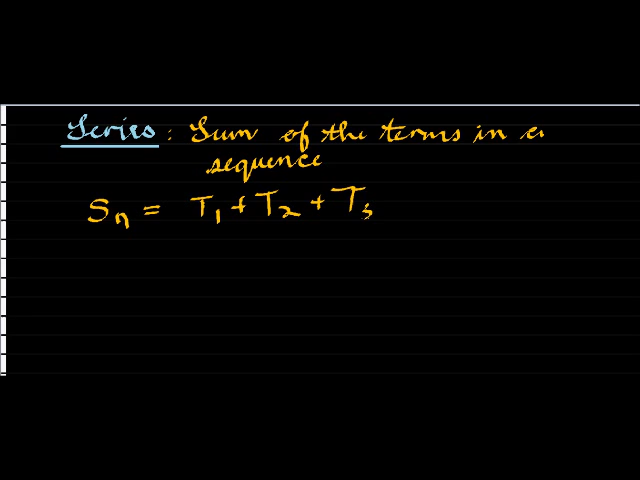 Series : Sum of the terms in a
sequence
Sn = T1 + T2 + T3